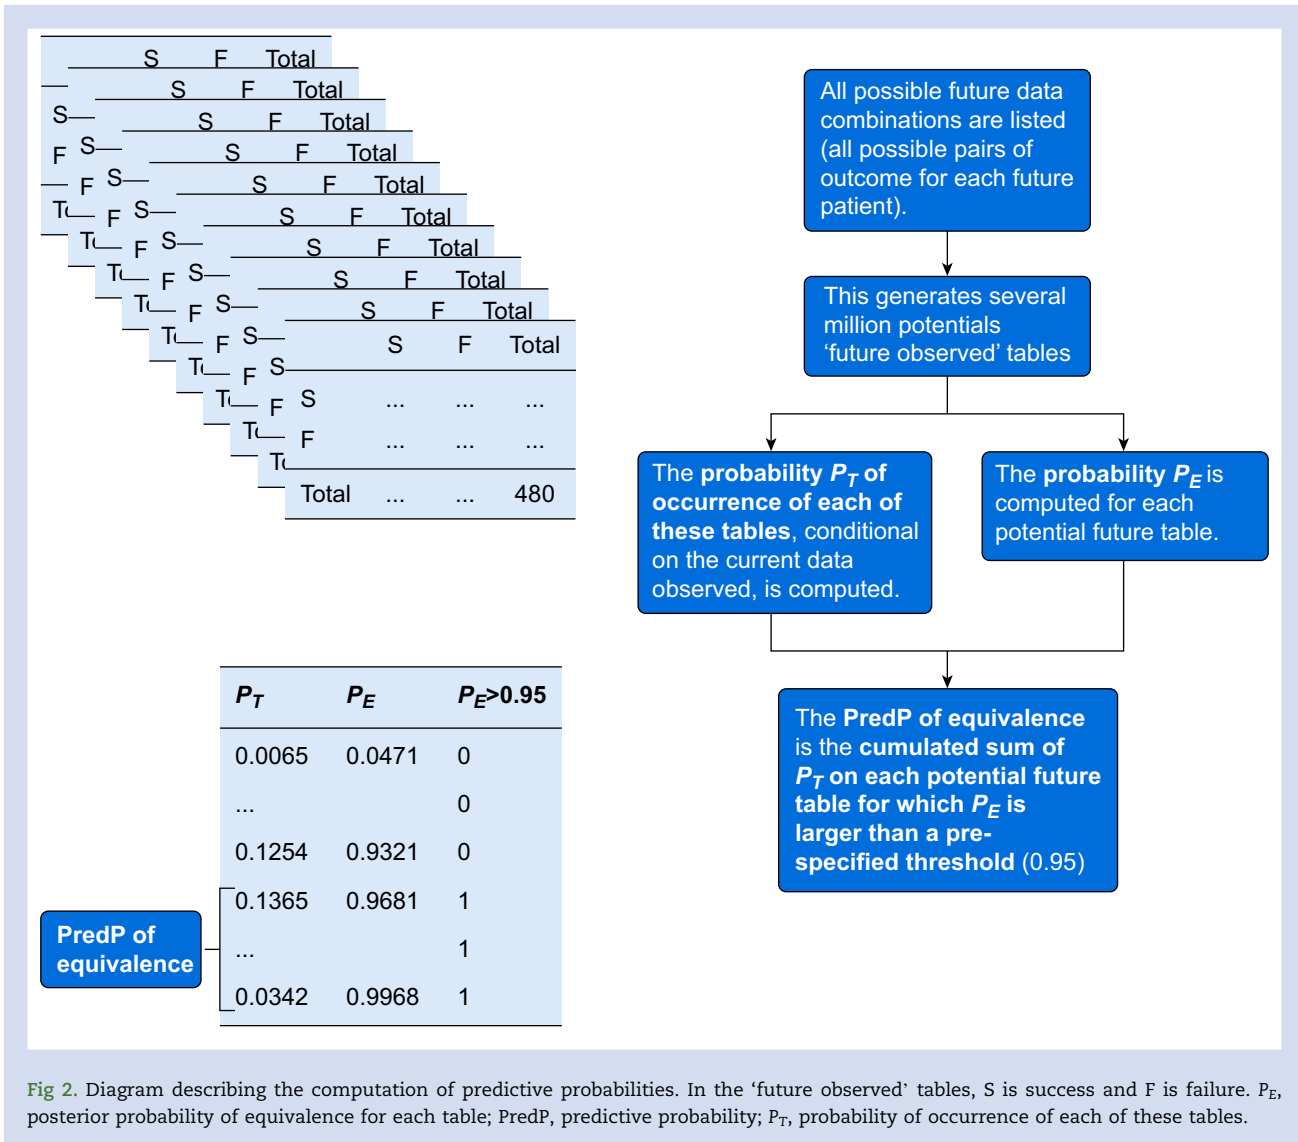 S F Total
S F Total
S F Total
S F Total
S F Total
S F Total
S F Total
S F Total
S F Total
S F Total
S
F
S
F
S
F
S
F
S
F
S
F
S
F
S
F
S
F
S ... ... ...
F ... ... ...
Total ... ... 480
All possible future data
combinations are listed
(all possible pairs of
outcome for each future
patient).
This generates several
million potentials
‘future observed’ tables
The probability P_T of
occurrence of each of
these tables, conditional
on the current data
observed, is computed.
The probability P_E is
computed for each
potential future table.
The PredP of equivalence
is the cumulated sum of
P_T on each potential future
table for which P_E is
larger than a pre-
specified threshold (0.95)
P_T P_E P_E>0.95
0.0065 0.0471 0
... 0
0.1254 0.9321 0
0.1365 0.9681 1
... 1
0.0342 0.9968 1
PredP of
equivalence
Fig 2. Diagram describing the computation of predictive probabilities. In the ‘future observed’ tables, S is success and F is failure. P_E,
posterior probability of equivalence for each table; PredP, predictive probability; P_T, probability of occurrence of each of these tables.